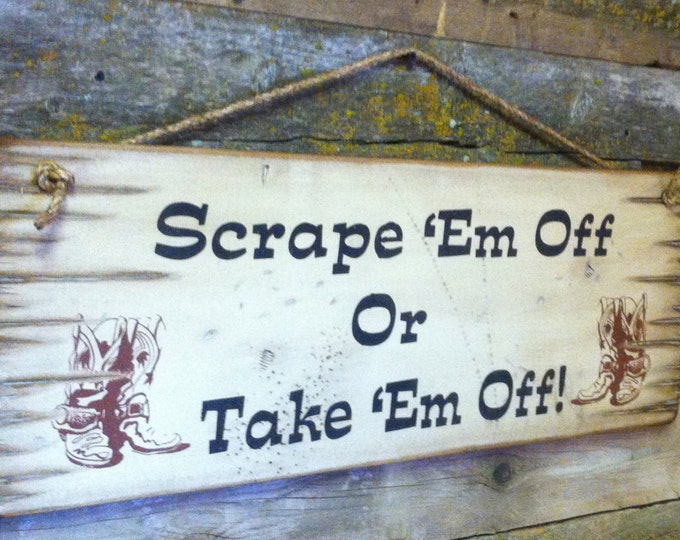 Scrape ‘Em Off
Or
Take ‘Em Off!